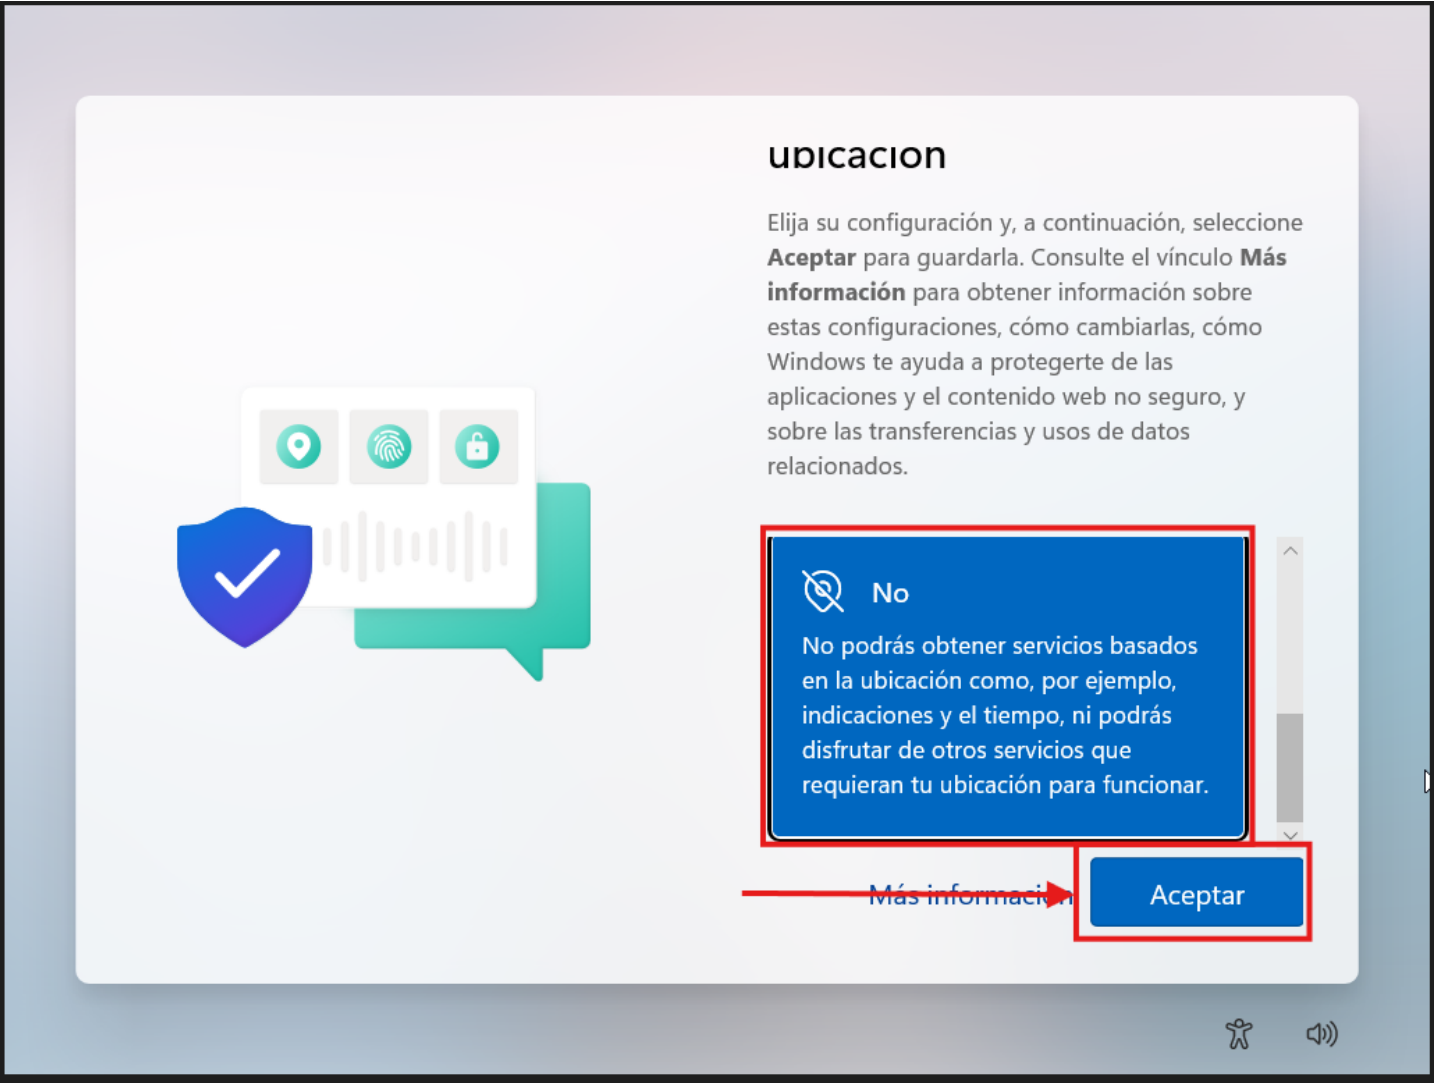 ubicación
Elija su configuración y, a continuación, seleccione
Aceptar para guardarla. Consulte el vínculo Más
información para obtener información sobre
estas configuraciones, cómo cambiarlas, cómo
Windows te ayuda a protegerte de las
aplicaciones y el contenido web no seguro, y
sobre las transferencias y usos de datos
relacionados.
No
No podrás obtener servicios basados
en la ubicación como, por ejemplo,
indicaciones y el tiempo, ni podrás
disfrutar de otros servicios que
requieran tu ubicación para funcionar.
Más información
Aceptar